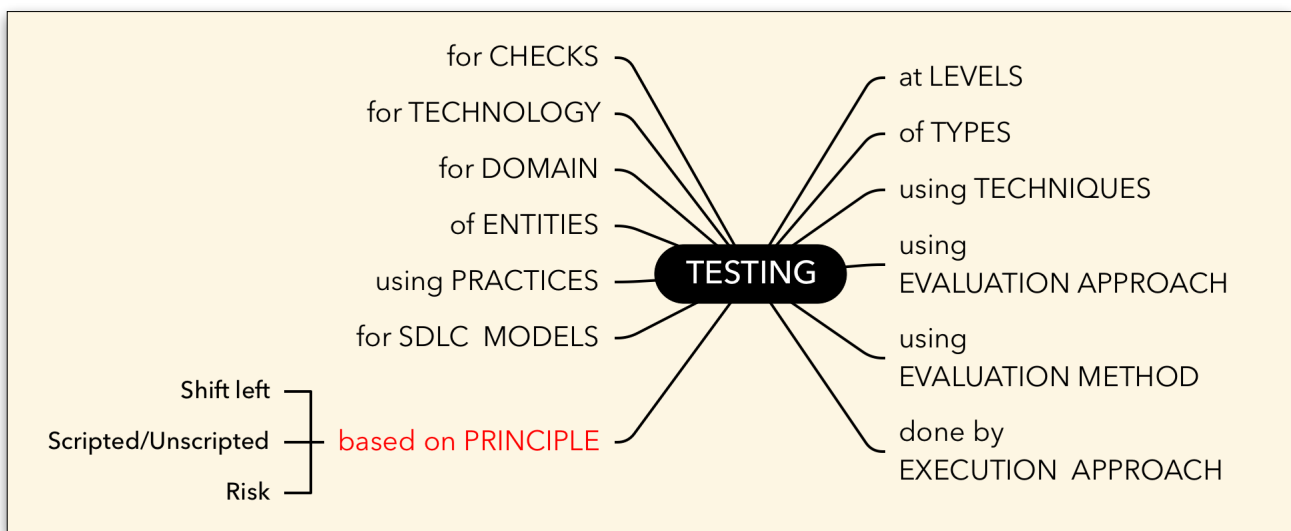 for CHECKS
for TECHNOLOGY
for DOMAIN
of ENTITIES
using PRACTICES
for SDLC MODELS
based on PRINCIPLE
Shift left
Scripted/Unscripted
Risk
TESTING
at LEVELS
of TYPES
using TECHNIQUES
using
EVALUATION APPROACH
using
EVALUATION METHOD
done by
EXECUTION APPROACH